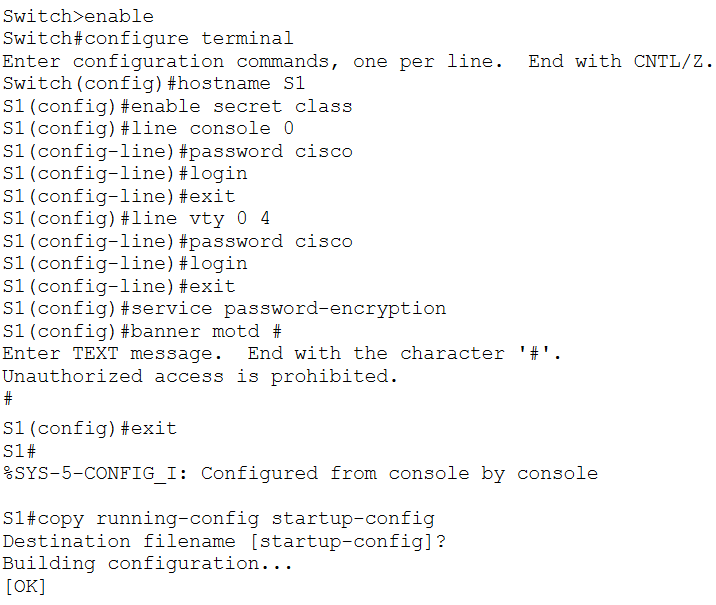 Switch>enable
Switch#configure terminal
Enter configuration commands, one per line.  End with CNTL/Z.
Switch(config)#hostname S1
S1(config)#enable secret class
S1(config)#line console 0
S1(config-line)#password cisco
S1(config-line)#login
S1(config-line)#exit
S1(config)#line vty 0 4
S1(config-line)#password cisco
S1(config-line)#login
S1(config-line)#exit
S1(config)#service password-encryption
S1(config)#banner motd #
Enter TEXT message.  End with the character '#'.
Unauthorized access is prohibited.
#
S1(config)#exit
S1#
%SYS-5-CONFIG_I: Configured from console by console
S1#copy running-config startup-config
Destination filename [startup-config]?
Building configuration...
[OK]